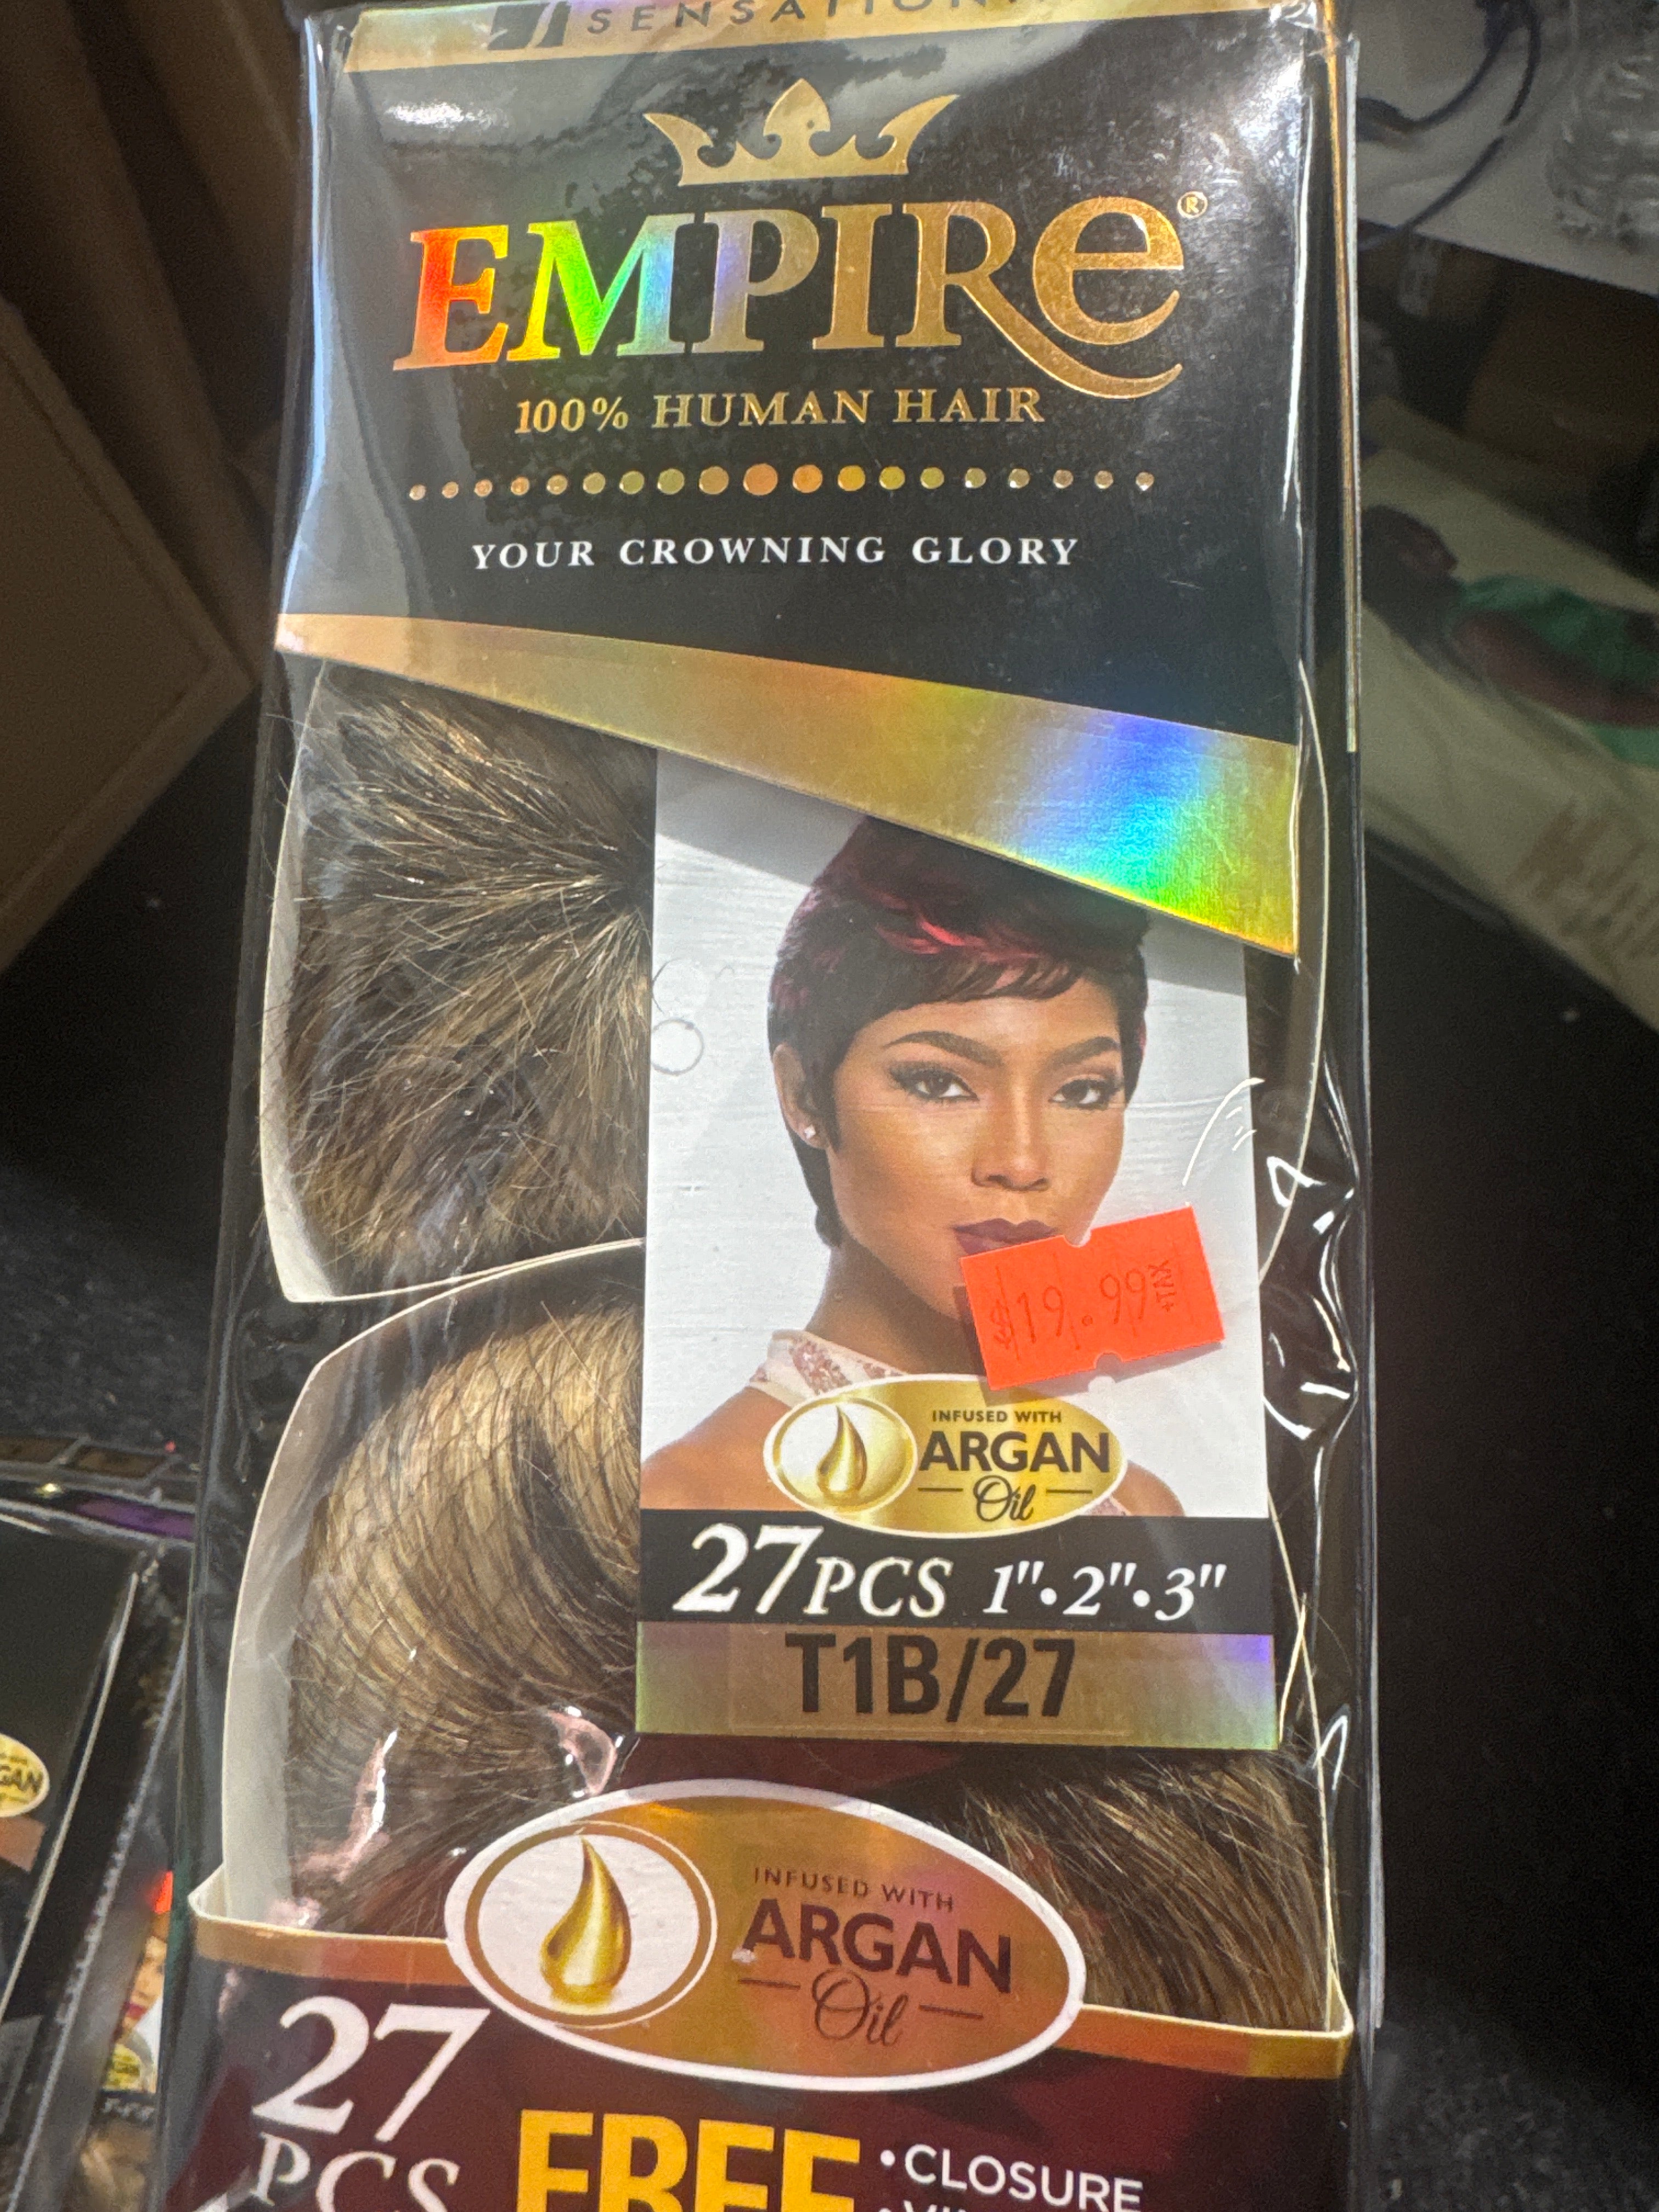 EMPIRe®
100% HUMAN HAIR
YOUR CROWNING GLORY
$19.99 +TAX
INFUSED WITH
ARGAN
Oil
27PCS 1"•2"•3"
T1B/27
INFUSED WITH
ARGAN
Oil
27
PCS
FREE
•CLOSURE